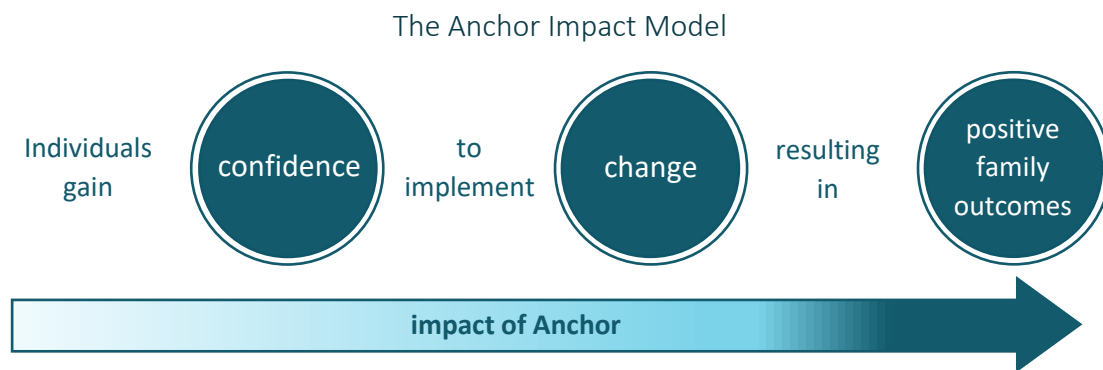 The Anchor Impact Model
Individuals
gain
confidence
to
implement
change
resulting
in
positive
family
outcomes
impact of Anchor